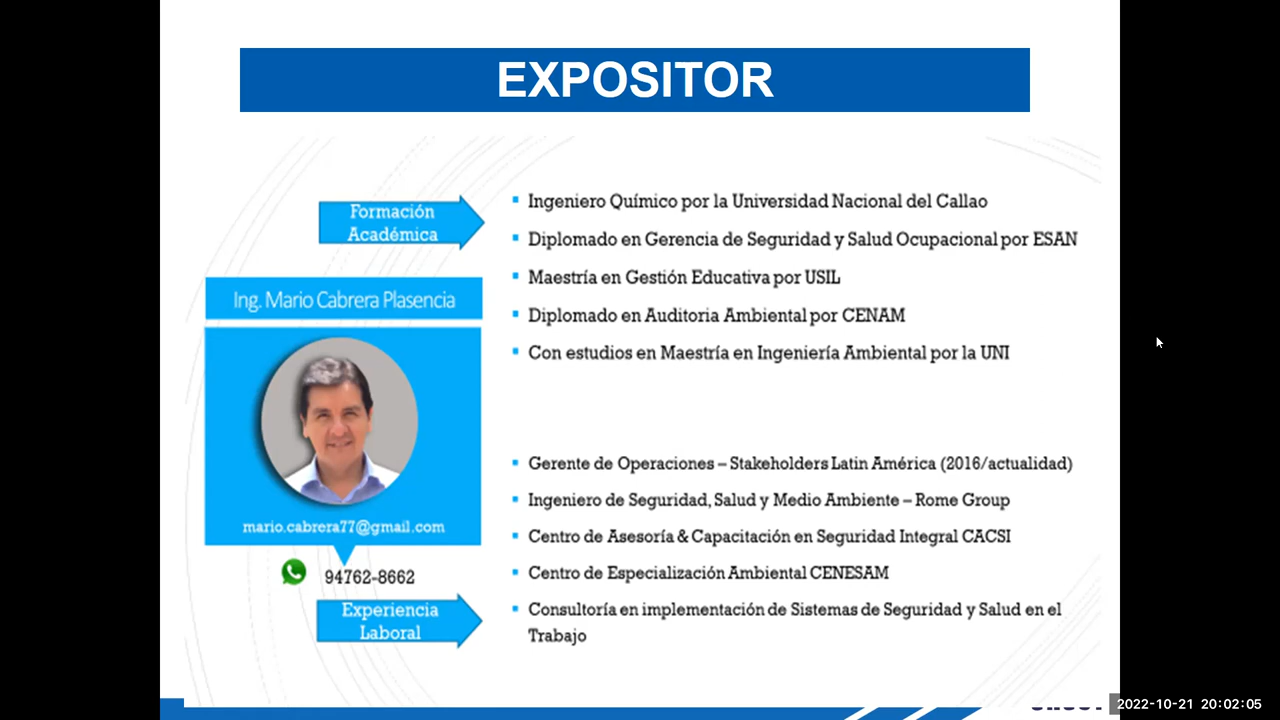 EXPOSITOR
Formación
Académica
Ingeniero Químico por la Universidad Nacional del Callao
Diplomado en Gerencia de Seguridad y Salud Ocupacional por ESAN
Maestría en Gestión Educativa por USIL
Diplomado en Auditoria Ambiental por CENAM
Con estudios en Maestría en Ingeniería Ambiental por la UNI
Ing. Mario Cabrera Plasencia
mario.cabrera77@gmail.com
94762-8662
Experiencia
Laboral
Gerente de Operaciones – Stakeholders Latin América (2016/actualidad)
Ingeniero de Seguridad, Salud y Medio Ambiente – Rome Group
Centro de Asesoría & Capacitación en Seguridad Integral CACSI
Centro de Especialización Ambiental CENESAM
Consultoría en implementación de Sistemas de Seguridad y Salud en el
Trabajo
2022-10-21 20:02:05